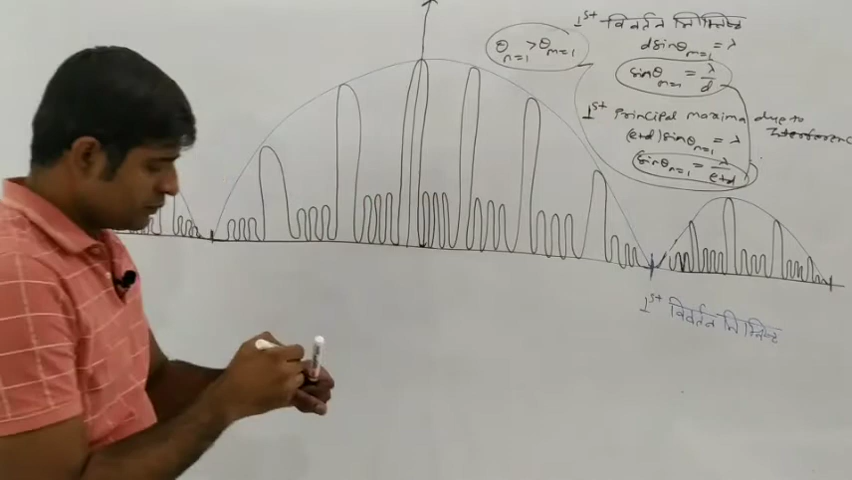 1st विवर्तन निम्निष्ट
dsinθm=1 = λ
θn=1 > θm=1
sinθm=1 = λ/d
1st Principal maxima due to
Interference
(e+d)sinθn=1 = λ
sinθn=1 = λ/e+d
1st विवर्तन निम्निष्ट